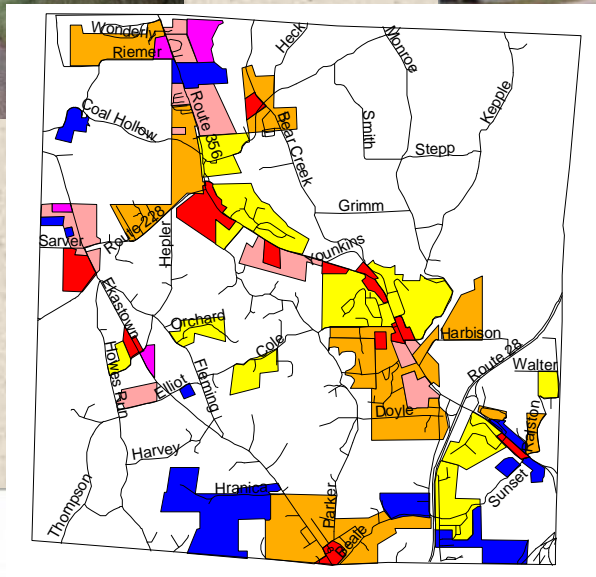 Wonderly
Riemer
Heck
Monroe
Kepple
Coal Hollow
Route 356
Bear Creek
Smith
Stepp
Grimm
Route 228
Hepler
Sarver
Younkins
Ekastown
Orchard
Cole
Harbison
Route 28
Walter
Howes Run
Elliot
Fleming
Doyle
Ralston
Harvey
Hranica
Sunset
Thompson
Parker
Beale